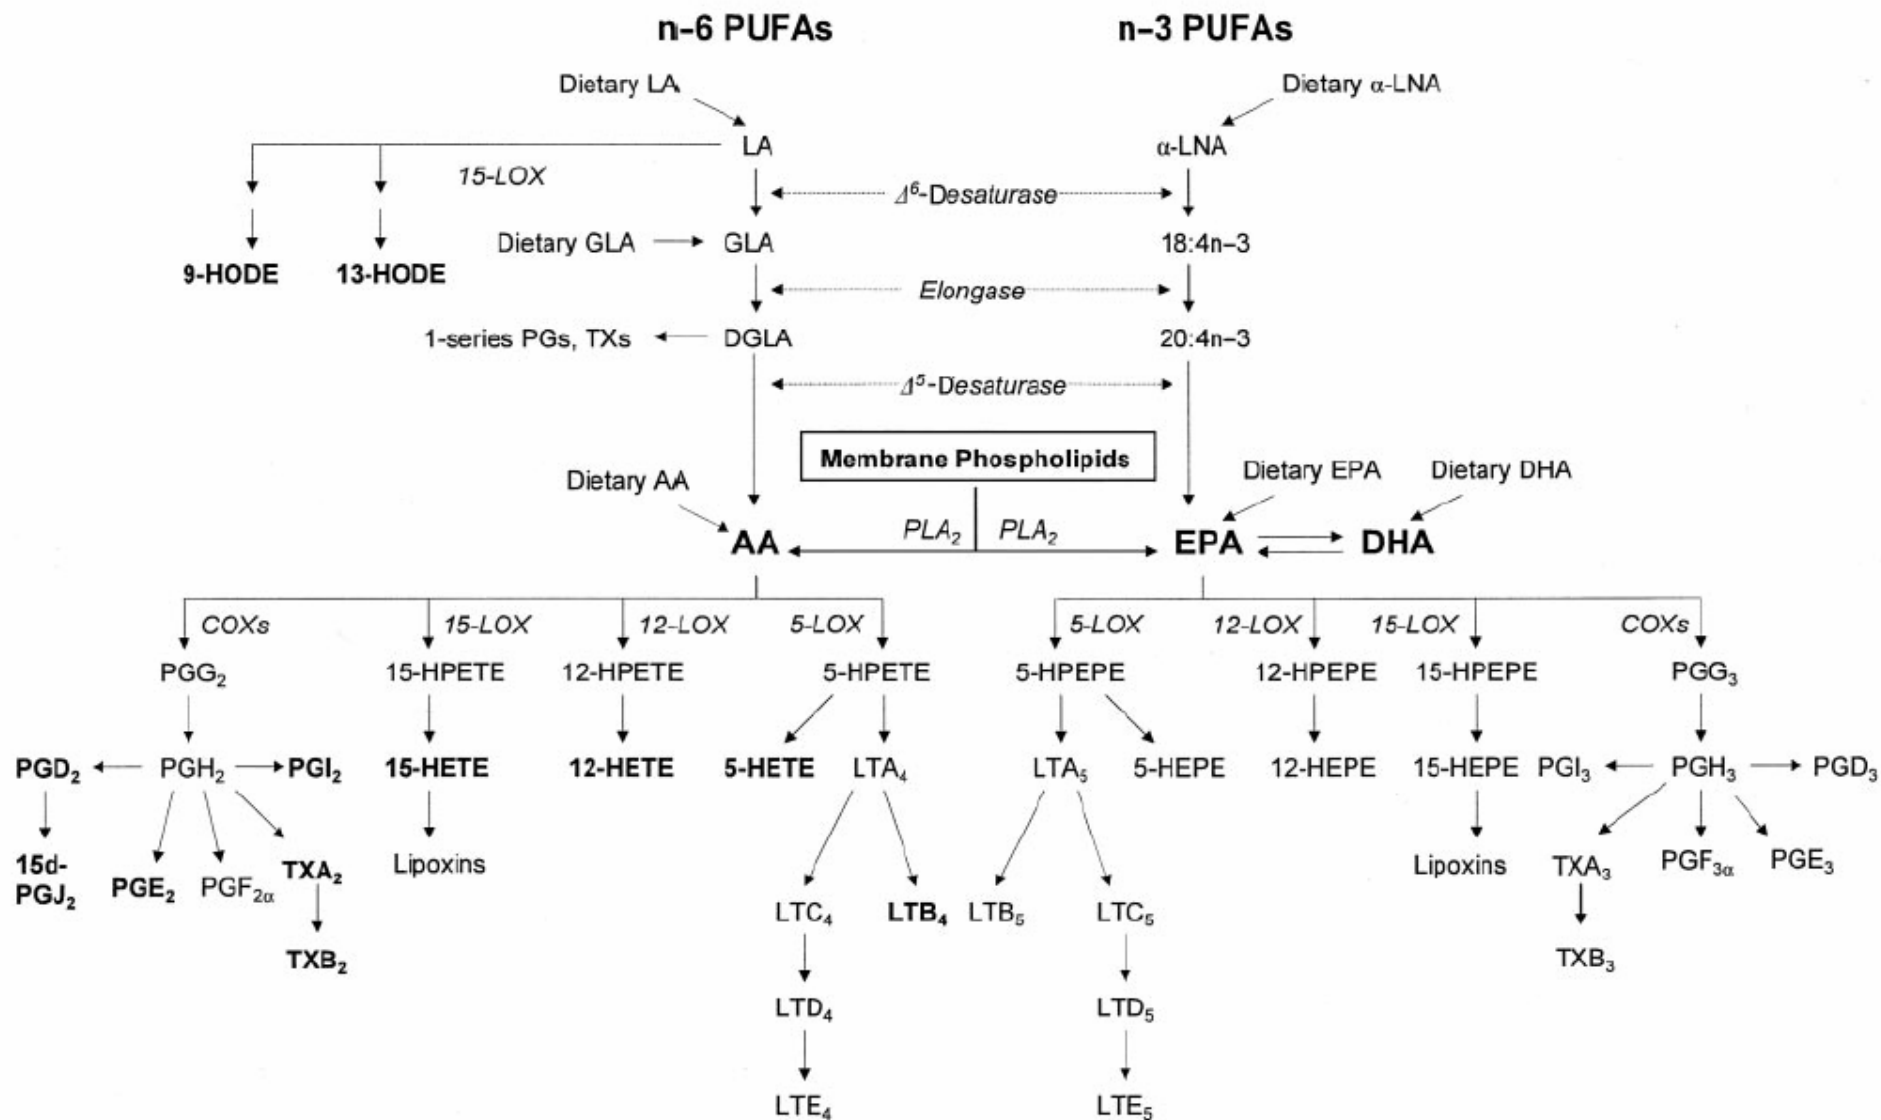 n–6 PUFAs n–3 PUFAs
Dietary LA Dietary α-LNA
LA α-LNA
15-LOX
Δ⁶-Desaturase
Dietary GLA GLA 18:4n–3
9-HODE 13-HODE
Elongase
1-series PGs, TXs DGLA 20:4n–3
Δ⁵-Desaturase
Membrane Phospholipids
Dietary AA Dietary EPA Dietary DHA
AA PLA₂ PLA₂ EPA DHA
COXs 15-LOX 12-LOX 5-LOX 5-LOX 12-LOX 15-LOX COXs
PGG₂ 15-HPETE 12-HPETE 5-HPETE 5-HPEPE 12-HPEPE 15-HPEPE PGG₃
PGD₂ PGH₂ PGI₂ 15-HETE 12-HETE 5-HETE LTA₄ LTA₅ 5-HEPE 12-HEPE 15-HEPE PGI₃ PGH₃ PGD₃
15d-
PGJ₂ PGE₂ PGF₂α TXA₂ Lipoxins Lipoxins TXA₃ PGF₃α PGE₃
LTC₄ LTB₄ LTB₅ LTC₅
TXB₂ TXB₃
LTD₄ LTD₅
LTE₄ LTE₅